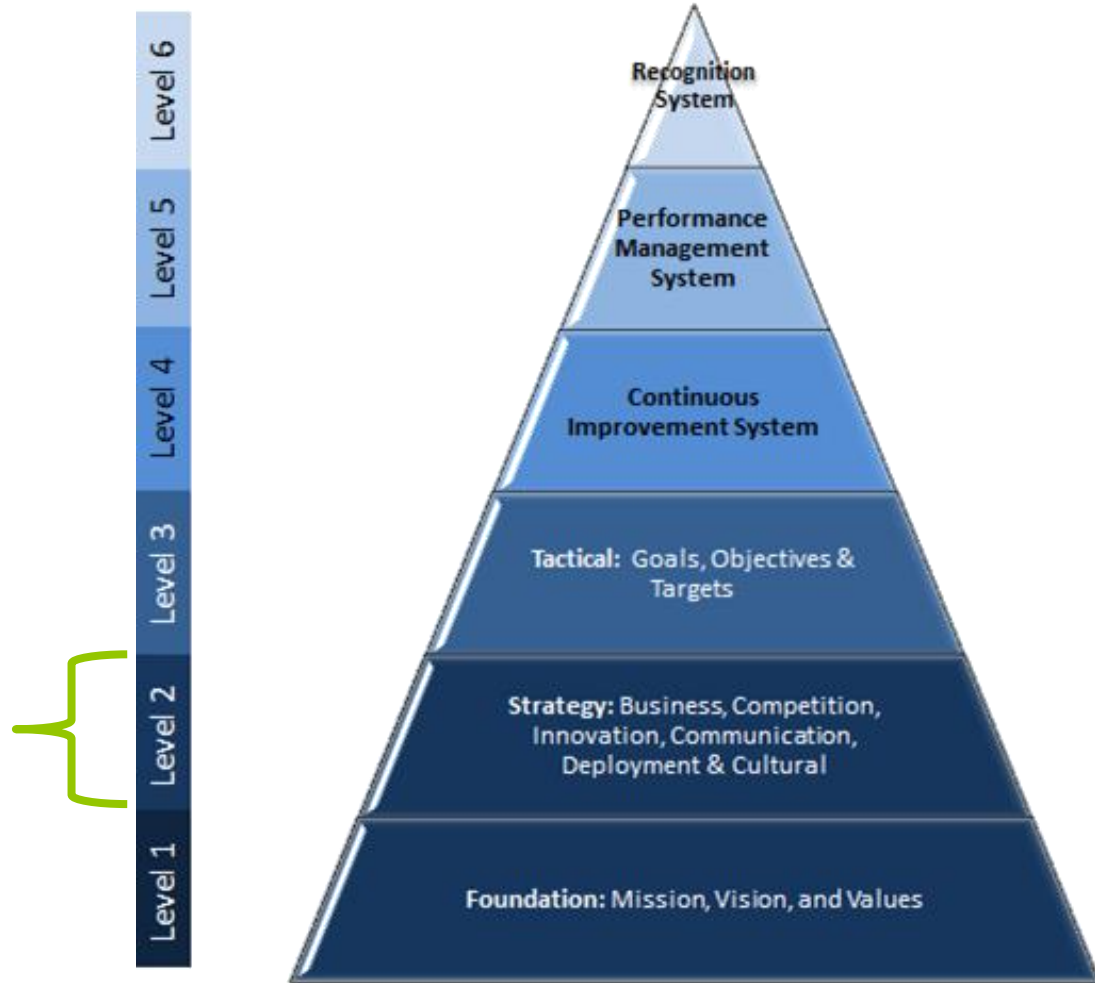 Level 6
Recognition
System
Level 5
Performance
Management
System
Level 4
Continuous
Improvement System
Level 3
Tactical: Goals, Objectives &
Targets
Level 2
Strategy: Business, Competition,
Innovation, Communication,
Deployment & Cultural
Level 1
Foundation: Mission, Vision, and Values